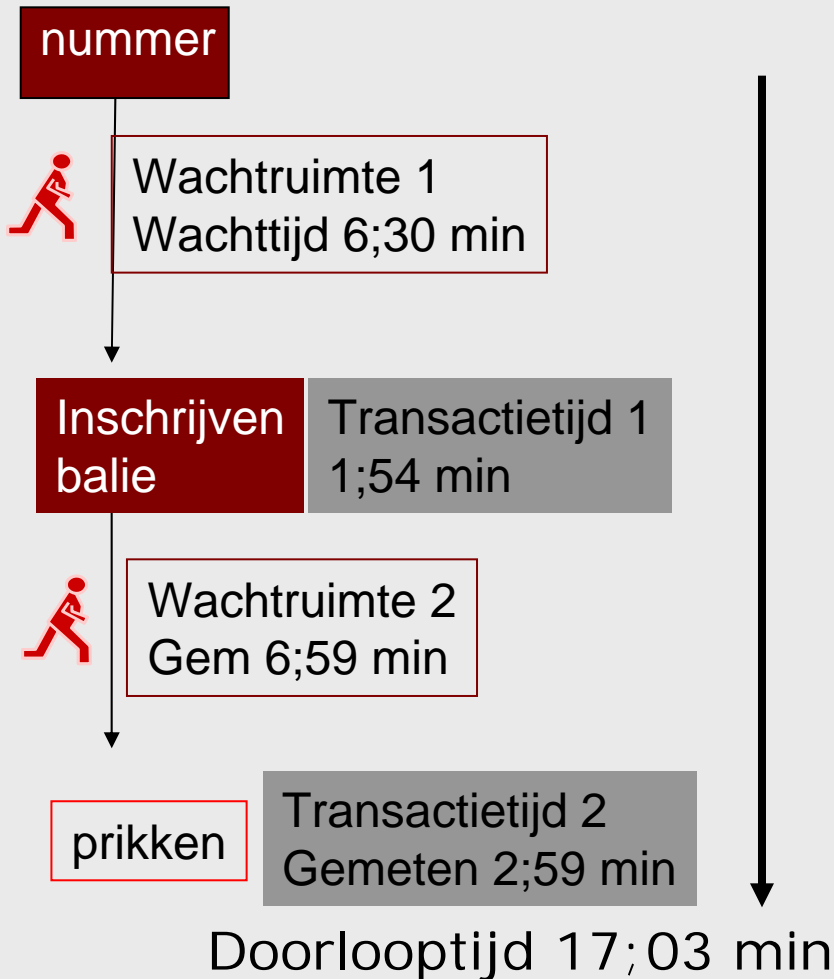 nummer
Wachtruimte 1
Wachttijd 6;30 min
Inschrijven
balie
Transactietijd 1
1;54 min
Wachtruimte 2
Gem 6;59 min
prikken
Transactietijd 2
Gemeten 2;59 min
Doorlooptijd 17;03 min